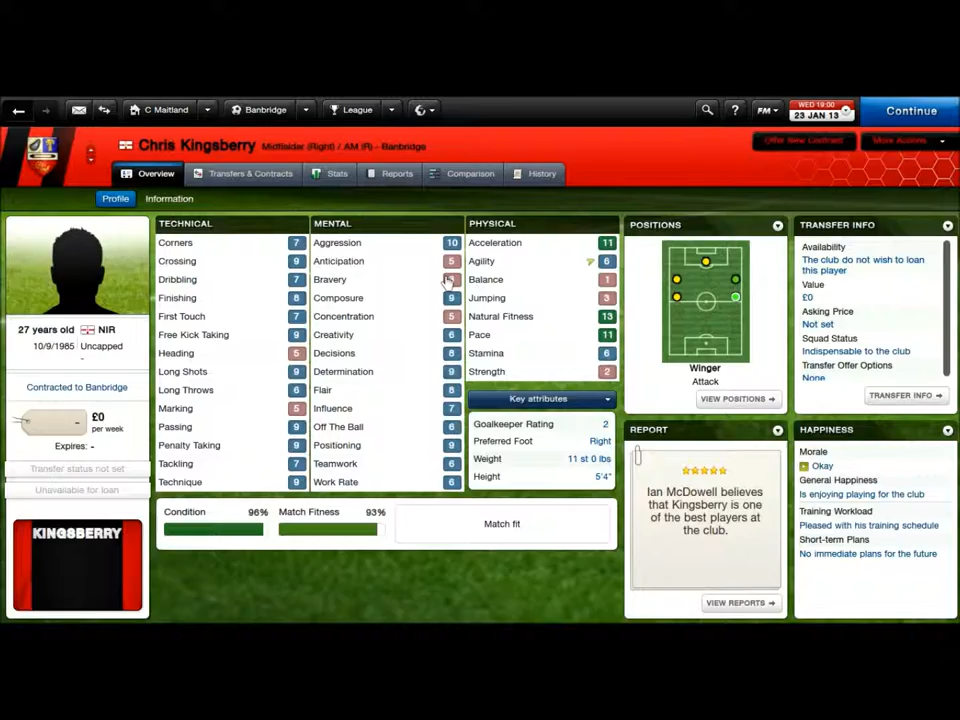 C Maitland Banbridge League FM WED 19:00 Continue
23 JAN 13
Chris Kingsberry Midfielder (Right) / AM (R) - Banbridge Offer New Contract More Actions
Overview Transfers & Contracts Stats Reports Comparison History
Profile Information
27 years old NIR
10/9/1985 Uncapped
-
Contracted to Banbridge
- £0
per week
Expires: -
Transfer status not set
Unavailable for loan
KINGSBERRY
TECHNICAL
Corners 7
Crossing 9
Dribbling 7
Finishing 8
First Touch 7
Free Kick Taking 9
Heading 5
Long Shots 9
Long Throws 6
Marking 5
Passing 9
Penalty Taking 9
Tackling 7
Technique 9
MENTAL
Aggression 10
Anticipation 5
Bravery
Composure 9
Concentration 5
Creativity 6
Decisions 8
Determination 9
Flair 8
Influence 7
Off The Ball 6
Positioning 9
Teamwork 6
Work Rate 6
PHYSICAL
Acceleration 11
Agility 6
Balance 1
Jumping 3
Natural Fitness 13
Pace 11
Stamina 6
Strength 2
Key attributes
Goalkeeper Rating 2
Preferred Foot Right
Weight 11 st 0 lbs
Height 5'4"
Condition 96% Match Fitness 93%
Match fit
POSITIONS
Winger
Attack
VIEW POSITIONS
REPORT
Ian McDowell believes
that Kingsberry is one
of the best players at
the club.
VIEW REPORTS
TRANSFER INFO
Availability
The club do not wish to loan
this player
Value
£0
Asking Price
Not set
Squad Status
Indispensable to the club
Transfer Offer Options
None
TRANSFER INFO
HAPPINESS
Morale
Okay
General Happiness
Is enjoying playing for the club
Training Workload
Pleased with his training schedule
Short-term Plans
No immediate plans for the future